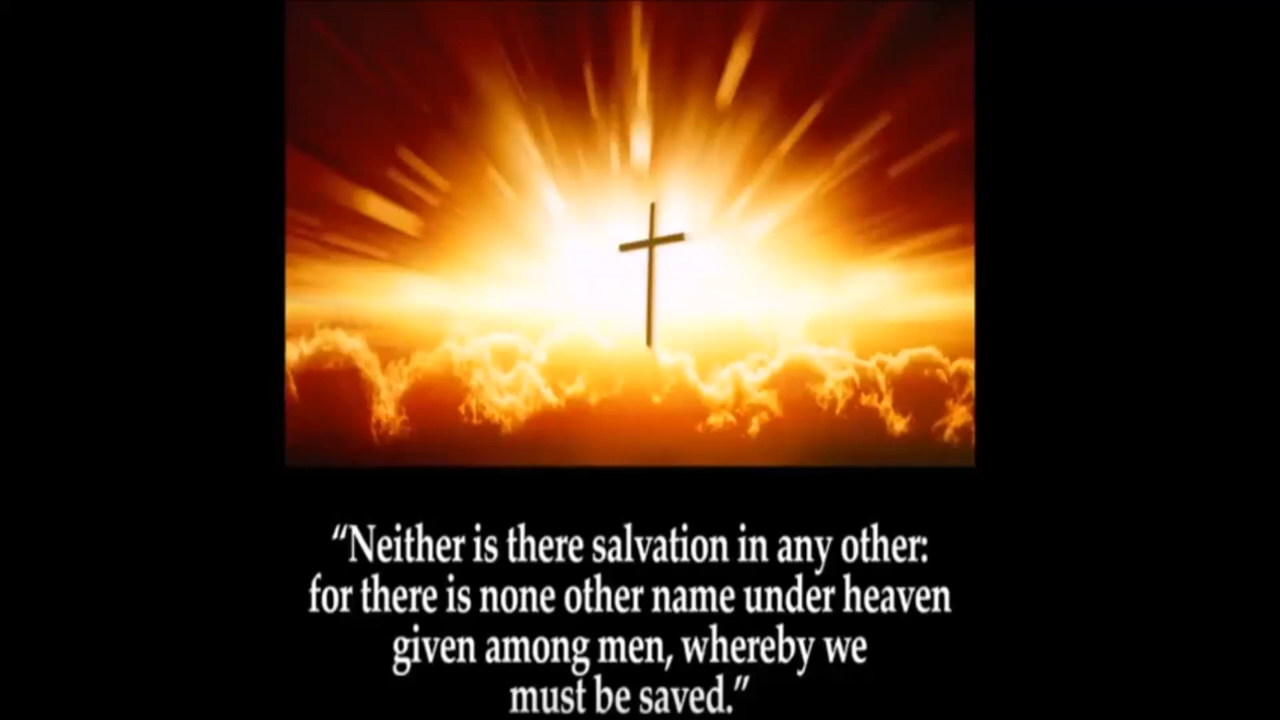 “Neither is there salvation in any other:
for there is none other name under heaven
given among men, whereby we
must be saved.”